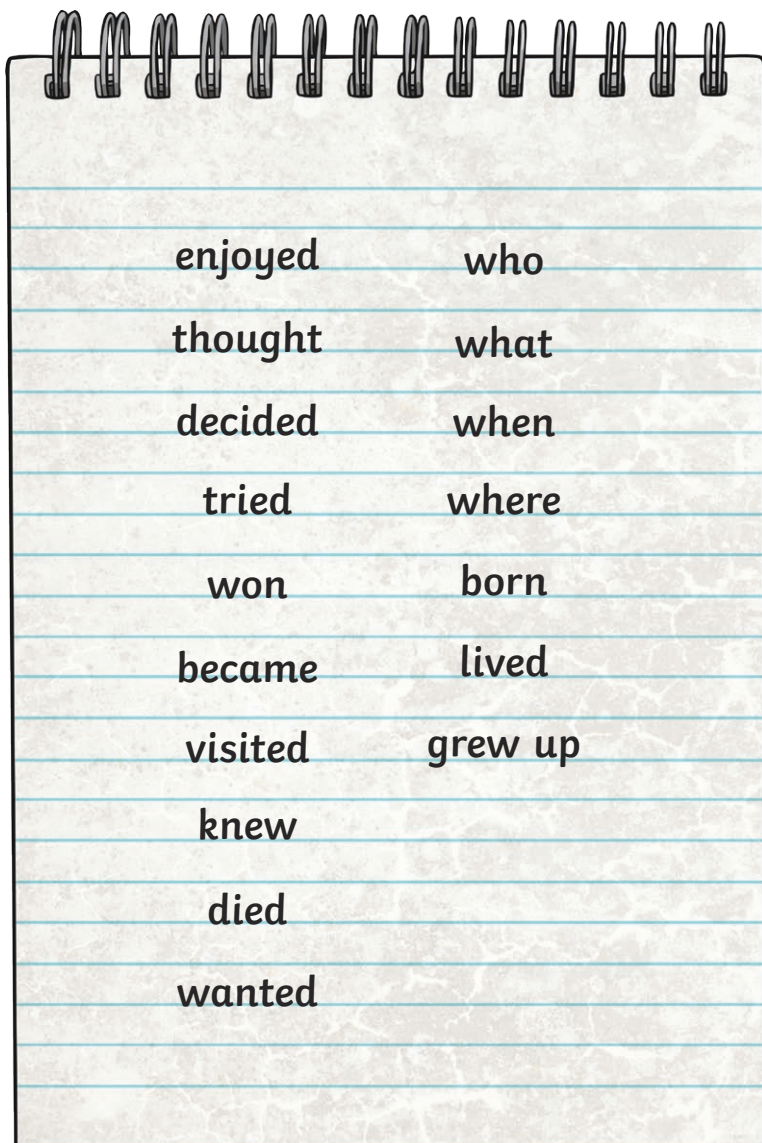 enjoyed who
thought what
decided when
tried where
won born
became lived
visited grew up
knew
died
wanted